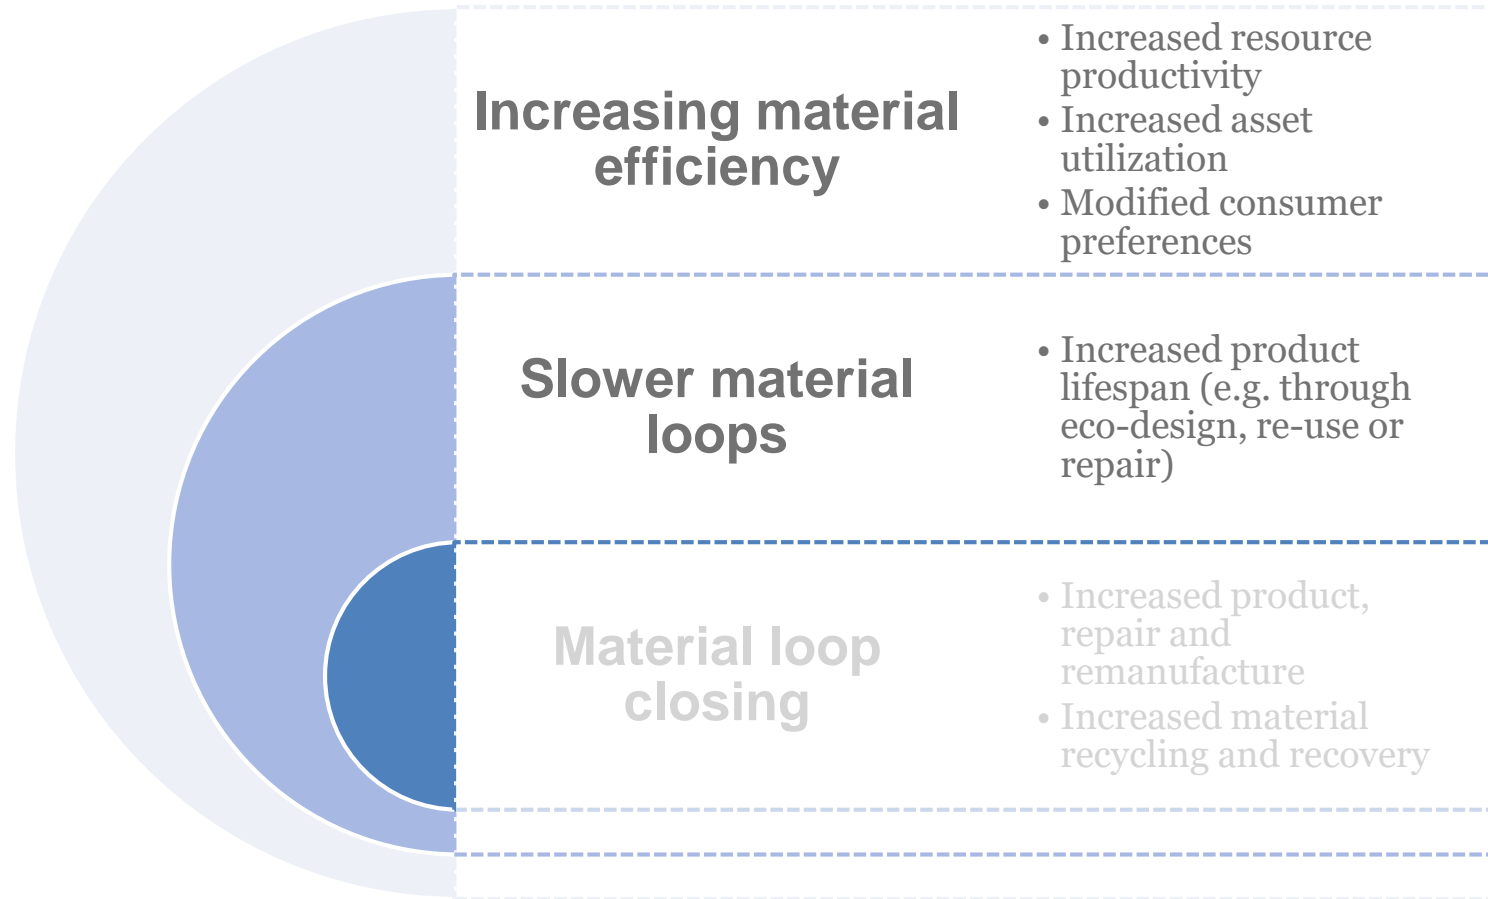 Increasing material
efficiency
• Increased resource
productivity
• Increased asset
utilization
• Modified consumer
preferences
Slower material
loops
• Increased product
lifespan (e.g. through
eco-design, re-use or
repair)
Material loop
closing
• Increased product,
repair and
remanufacture
• Increased material
recycling and recovery